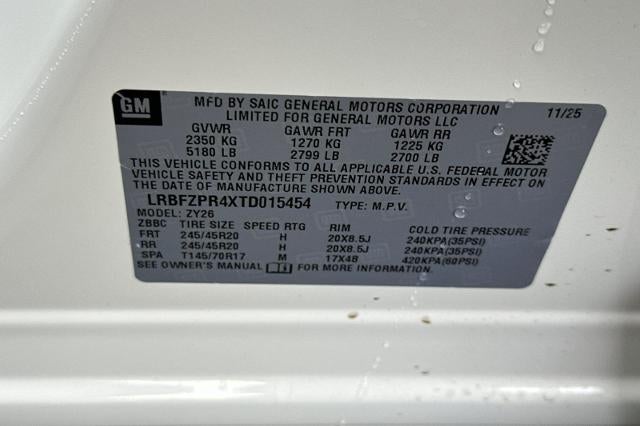 GM
MFD BY SAIC GENERAL MOTORS CORPORATION
LIMITED FOR GENERAL MOTORS LLC
11/25
GVWR GAWR FRT GAWR RR
2350 KG 1270 KG 1225 KG
5180 LB 2799 LB 2700 LB
THIS VEHICLE CONFORMS TO ALL APPLICABLE U.S. FEDERAL MOTOR
VEHICLE SAFETY AND THEFT PREVENTION STANDARDS IN EFFECT ON
THE DATE OF MANUFACTURE SHOWN ABOVE.
LRBFZPR4XTD015454 TYPE: M.P.V.
MODEL: ZY26
ZBBC TIRE SIZE SPEED RTG RIM COLD TIRE PRESSURE
FRT 245/45R20 H 20X8.5J 240KPA(35PSI)
RR 245/45R20 H 20X8.5J 240KPA(35PSI)
SPA T145/70R17 M 17X4B 420KPA(60PSI)
SEE OWNER'S MANUAL FOR MORE INFORMATION.